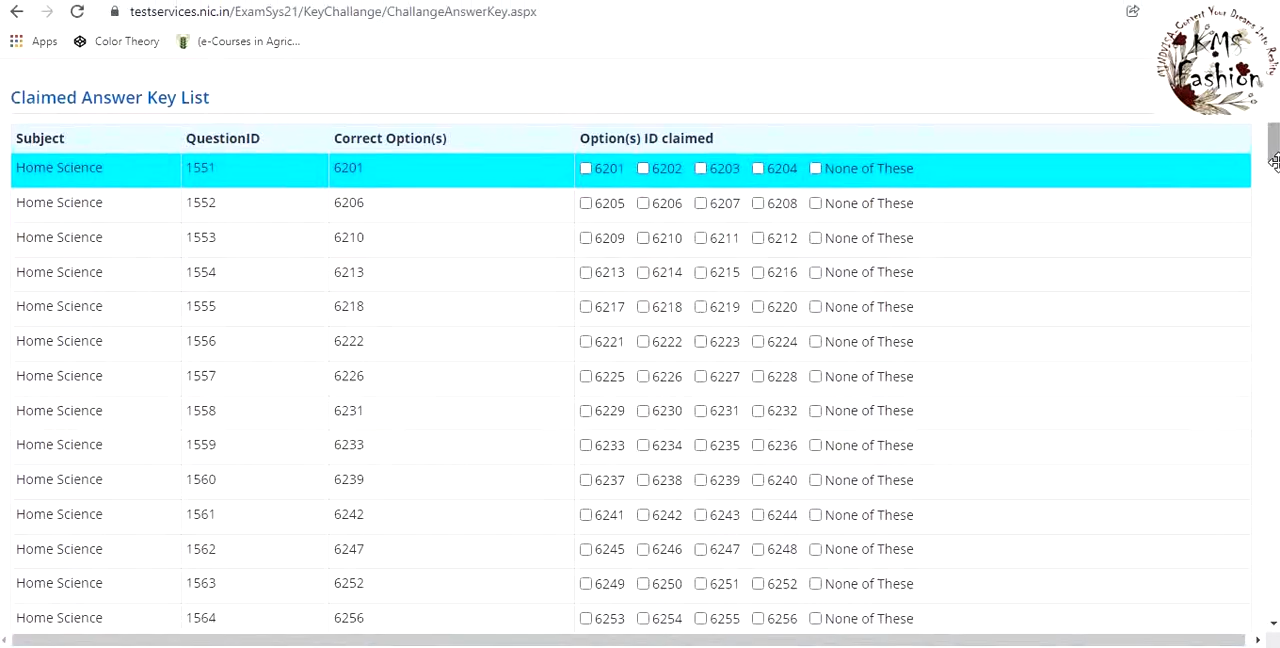 testservices.nic.in/ExamSys21/KeyChallange/ChallangeAnswerKey.aspx
Apps Color Theory (e-Courses in Agric...
MINDVICA Convert Your Dreams Into Reality
KMS
Fashion
Claimed Answer Key List
Subject QuestionID Correct Option(s) Option(s) ID claimed
Home Science 1551 6201 6201 6202 6203 6204 None of These
Home Science 1552 6206 6205 6206 6207 6208 None of These
Home Science 1553 6210 6209 6210 6211 6212 None of These
Home Science 1554 6213 6213 6214 6215 6216 None of These
Home Science 1555 6218 6217 6218 6219 6220 None of These
Home Science 1556 6222 6221 6222 6223 6224 None of These
Home Science 1557 6226 6225 6226 6227 6228 None of These
Home Science 1558 6231 6229 6230 6231 6232 None of These
Home Science 1559 6233 6233 6234 6235 6236 None of These
Home Science 1560 6239 6237 6238 6239 6240 None of These
Home Science 1561 6242 6241 6242 6243 6244 None of These
Home Science 1562 6247 6245 6246 6247 6248 None of These
Home Science 1563 6252 6249 6250 6251 6252 None of These
Home Science 1564 6256 6253 6254 6255 6256 None of These